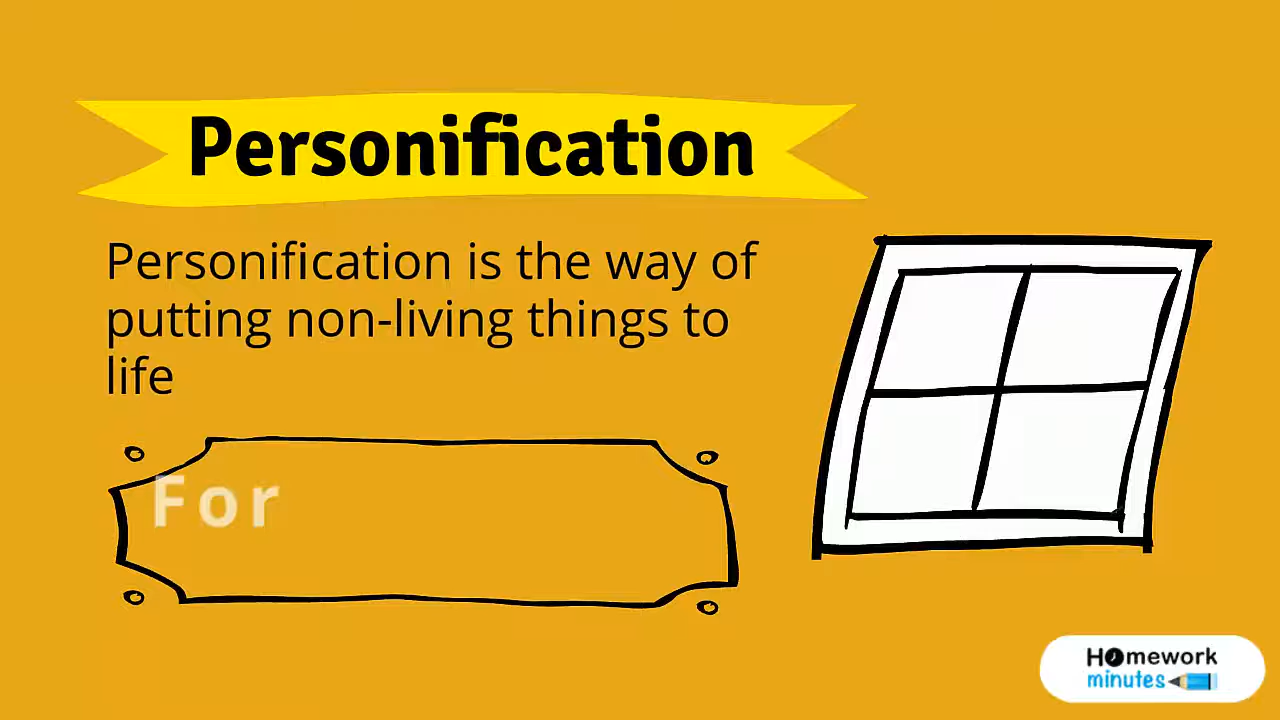 Personification
Personification is the way of
putting non-living things to
life
For
Homework
minutes